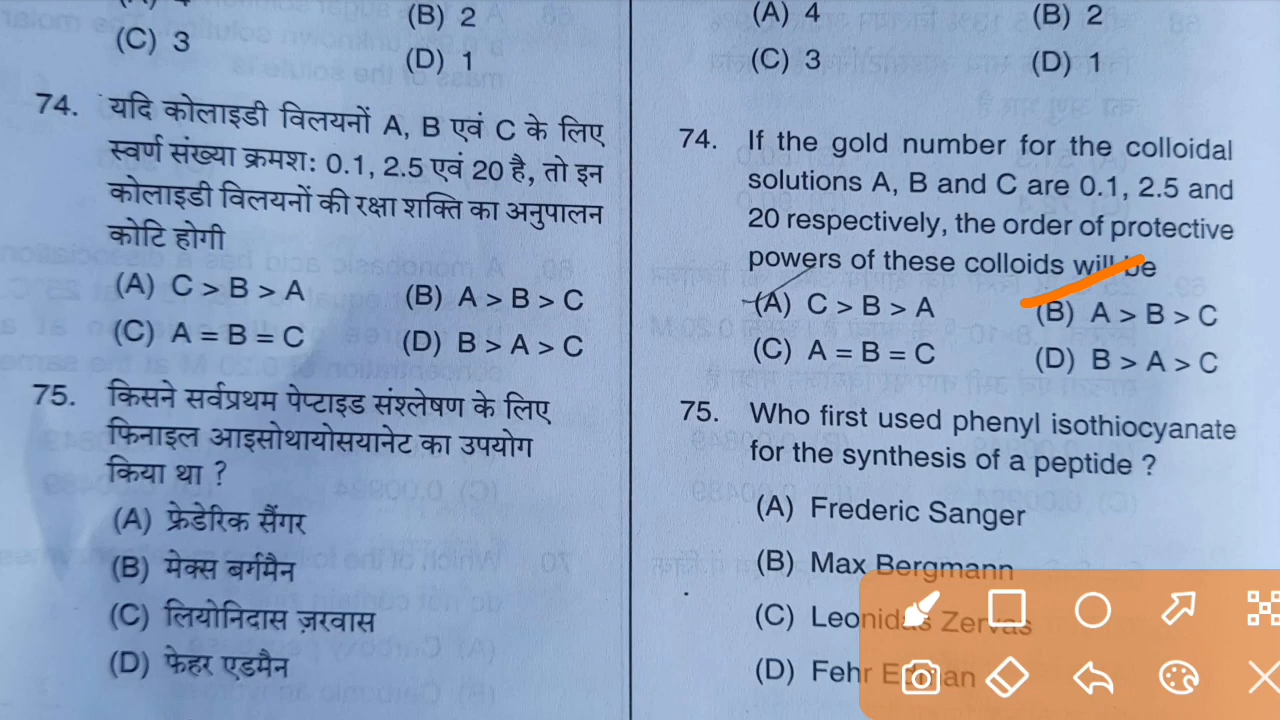 (B) 2
(C) 3
(D) 1
74. यदि कोलाइडी विलयनों A, B एवं C के लिए
स्वर्ण संख्या क्रमश: 0.1, 2.5 एवं 20 है, तो इन
कोलाइडी विलयनों की रक्षा शक्ति का अनुपालन
कोटि होगी
(A) C > B > A
(B) A > B > C
(C) A = B = C
(D) B > A > C
75. किसने सर्वप्रथम पेप्टाइड संश्लेषण के लिए
फिनाइल आइसोथायोसयानेट का उपयोग
किया था ?
(A) फ्रेडेरिक सैंगर
(B) मेक्स बर्गमैन
(C) लियोनिदास ज़रवास
(D) फेहर एडमैन
(A) 4
(B) 2
(C) 3
(D) 1
74. If the gold number for the colloidal
solutions A, B and C are 0.1, 2.5 and
20 respectively, the order of protective
powers of these colloids will be
(A) C > B > A
(B) A > B > C
(C) A = B = C
(D) B > A > C
75. Who first used phenyl isothiocyanate
for the synthesis of a peptide ?
(A) Frederic Sanger
(B) Max Bergmann
(C) Leonidas Zervas
(D) Fehr Edman